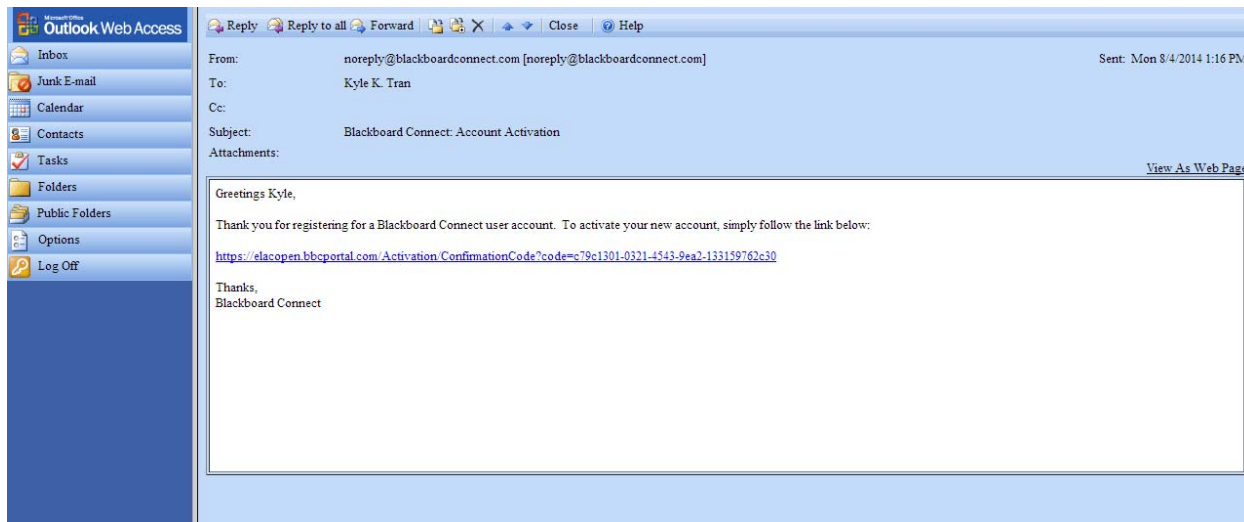 Microsoft Office
Outlook Web Access
Inbox
Junk E-mail
Calendar
Contacts
Tasks
Folders
Public Folders
Options
Log Off
Reply Reply to all Forward Close Help
From: noreply@blackboardconnect.com [noreply@blackboardconnect.com] Sent: Mon 8/4/2014 1:16 PM
To: Kyle K. Tran
Cc:
Subject: Blackboard Connect: Account Activation
Attachments:
View As Web Page
Greetings Kyle,
Thank you for registering for a Blackboard Connect user account. To activate your new account, simply follow the link below:
https://elacopen.bbcportal.com/Activation/ConfirmationCode?code=c79c1301-0321-4543-9ea2-133159762c30
Thanks,
Blackboard Connect